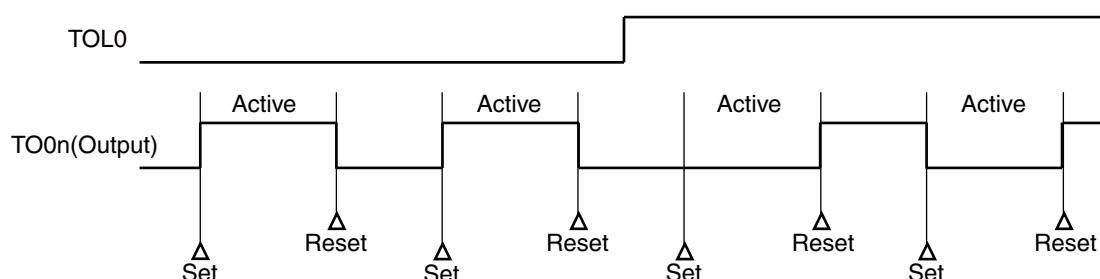 TOL0
Active
Active
Active
Active
TO0n(Output)
Reset
Reset
Reset
Reset
Set
Set
Set
Set